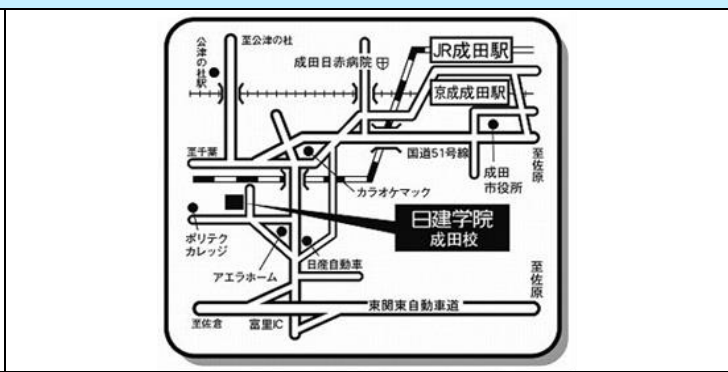 至公津の杜
公津の杜駅
成田日赤病院
JR成田駅
京成成田駅
至千葉
国道51号線
カラオケマック
成田
市役所
至佐原
日建学院
成田校
ポリテク
カレッジ
アエラホーム
日産自動車
至佐原
東関東自動車道
至佐倉
富里IC